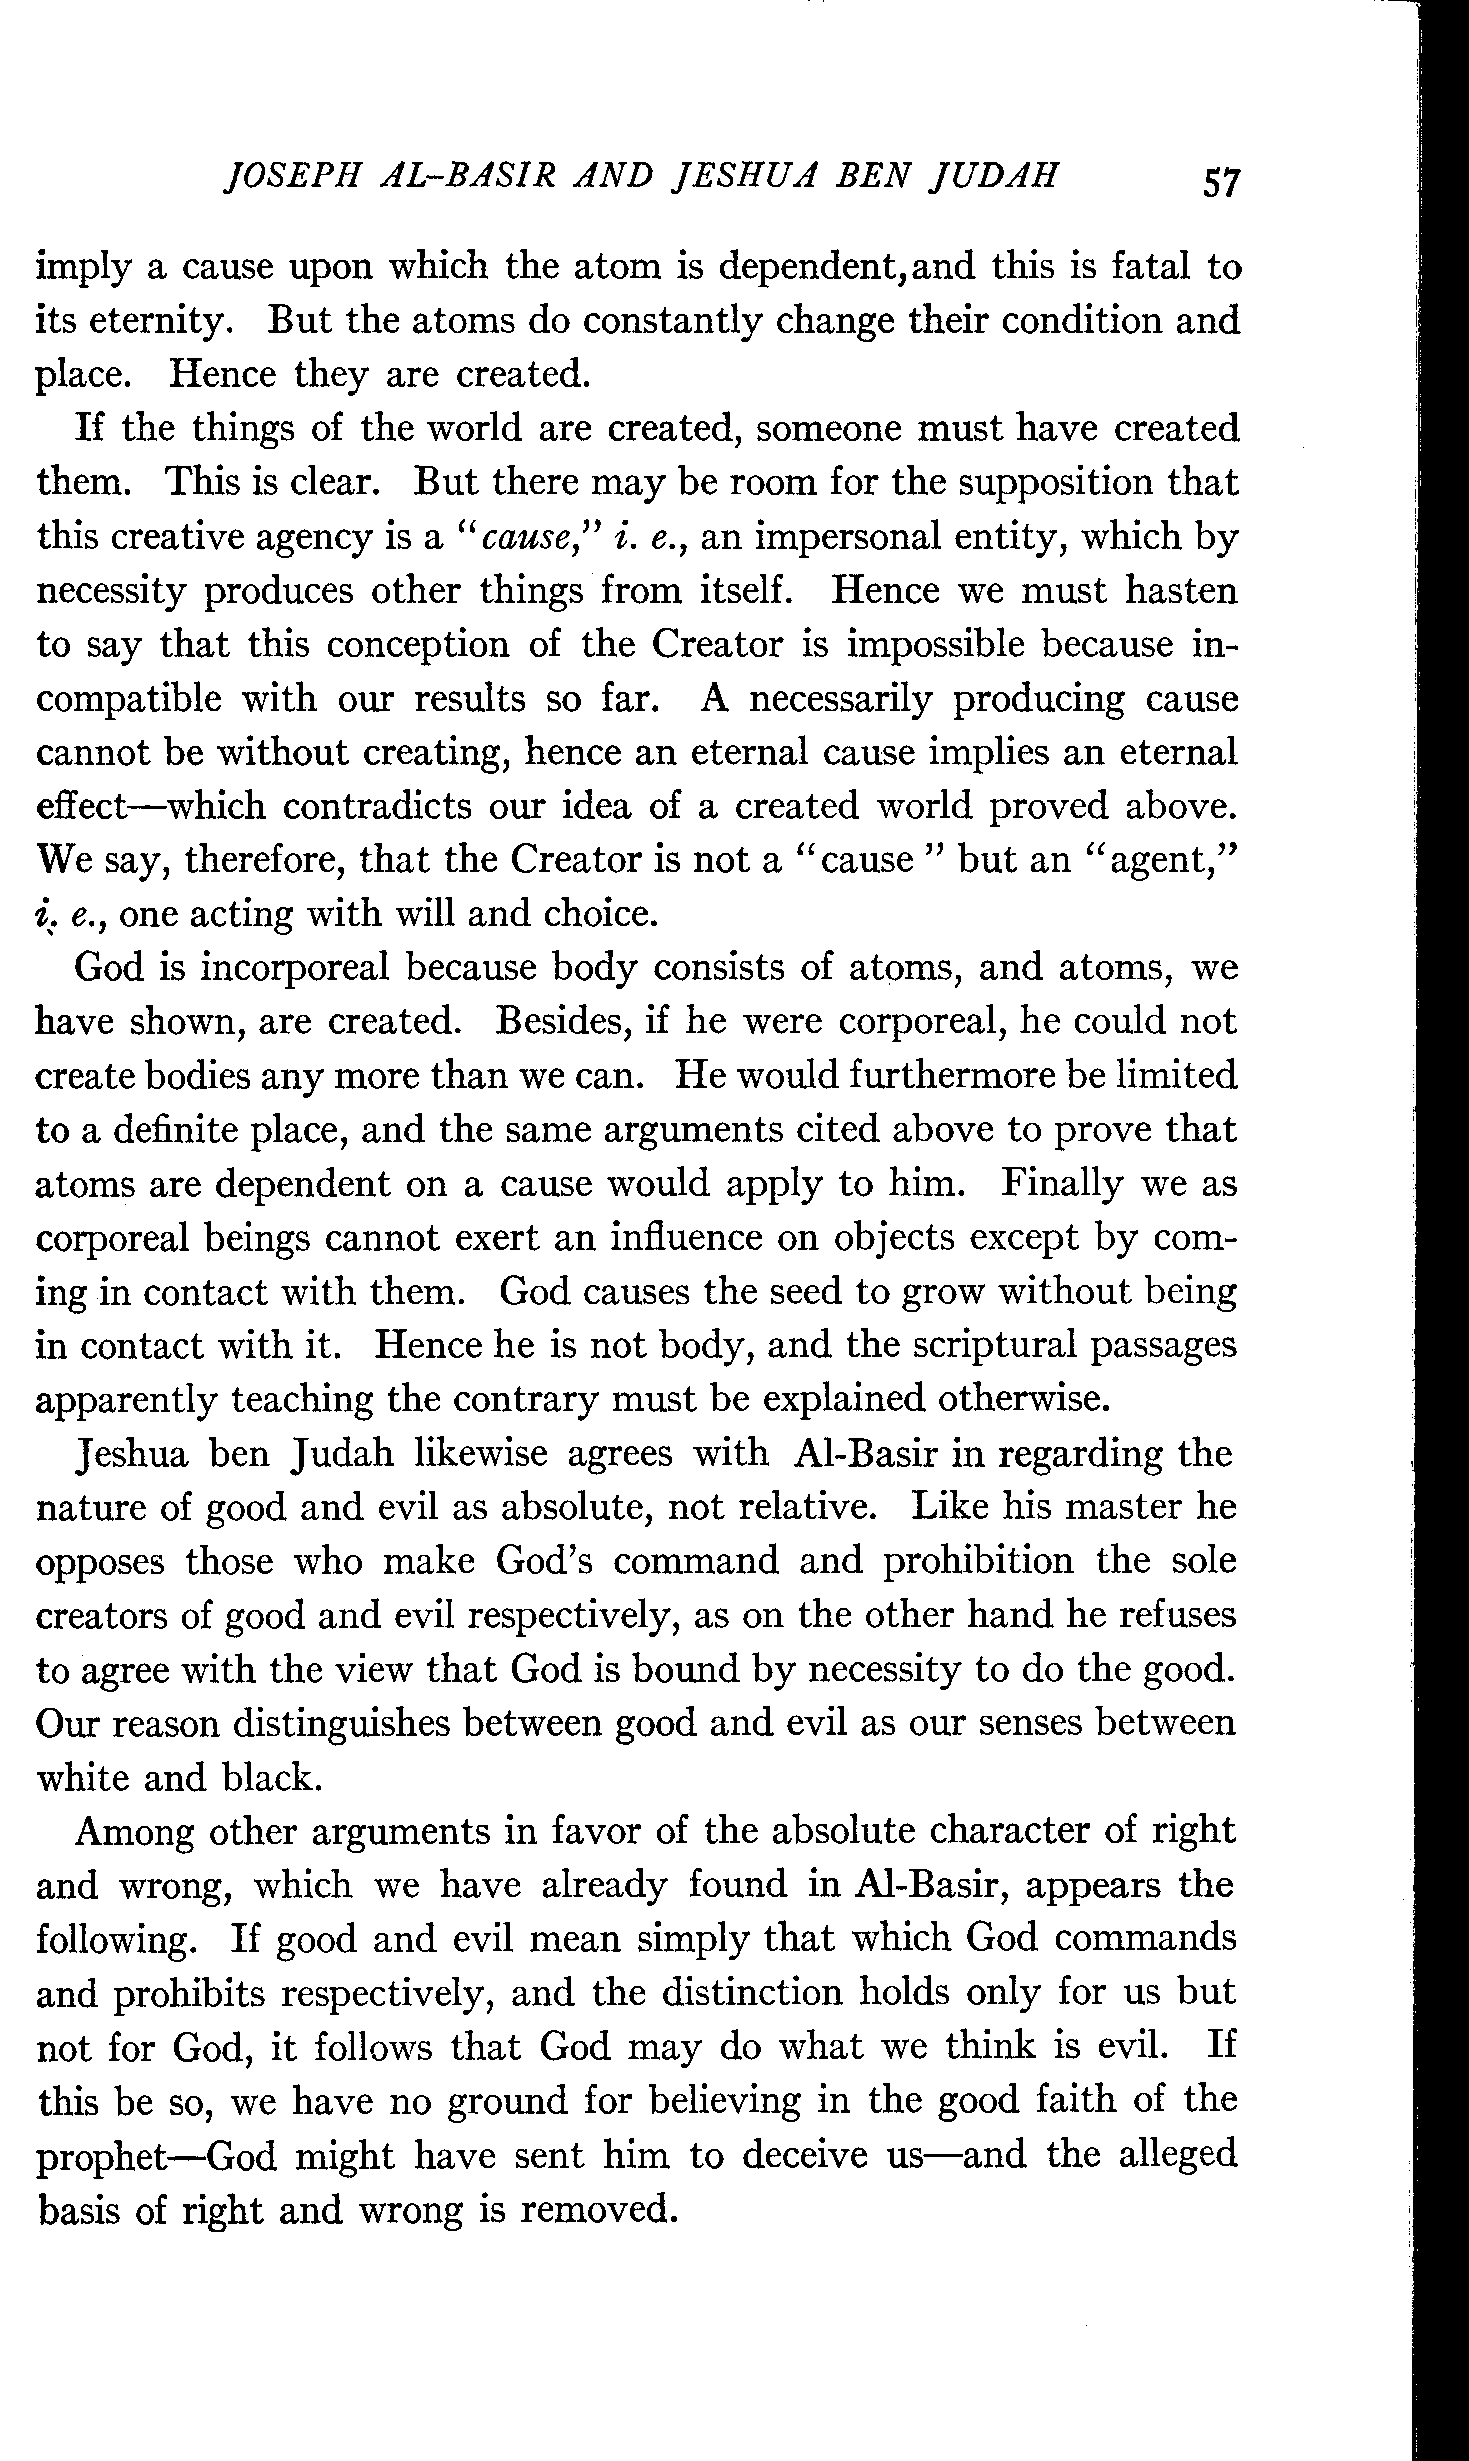 JOSEPH AL-BASIR AND JESHUA BEN JUDAH 57
imply a cause upon which the atom is dependent, and this is fatal to
its eternity. But the atoms do constantly change their condition and
place. Hence they are created.
If the things of the world are created, someone must have created
them. This is clear. But there may be room for the supposition that
this creative agency is a "cause," i. e., an impersonal entity, which by
necessity produces other things from itself. Hence we must hasten
to say that this conception of the Creator is impossible because in-
compatible with our results so far. A necessarily producing cause
cannot be without creating, hence an eternal cause implies an eternal
effect—which contradicts our idea of a created world proved above.
We say, therefore, that the Creator is not a "cause" but an "agent,"
i. e., one acting with will and choice.
God is incorporeal because body consists of atoms, and atoms, we
have shown, are created. Besides, if he were corporeal, he could not
create bodies any more than we can. He would furthermore be limited
to a definite place, and the same arguments cited above to prove that
atoms are dependent on a cause would apply to him. Finally we as
corporeal beings cannot exert an influence on objects except by com-
ing in contact with them. God causes the seed to grow without being
in contact with it. Hence he is not body, and the scriptural passages
apparently teaching the contrary must be explained otherwise.
Jeshua ben Judah likewise agrees with Al-Basir in regarding the
nature of good and evil as absolute, not relative. Like his master he
opposes those who make God's command and prohibition the sole
creators of good and evil respectively, as on the other hand he refuses
to agree with the view that God is bound by necessity to do the good.
Our reason distinguishes between good and evil as our senses between
white and black.
Among other arguments in favor of the absolute character of right
and wrong, which we have already found in Al-Basir, appears the
following. If good and evil mean simply that which God commands
and prohibits respectively, and the distinction holds only for us but
not for God, it follows that God may do what we think is evil. If
this be so, we have no ground for believing in the good faith of the
prophet—God might have sent him to deceive us—and the alleged
basis of right and wrong is removed.